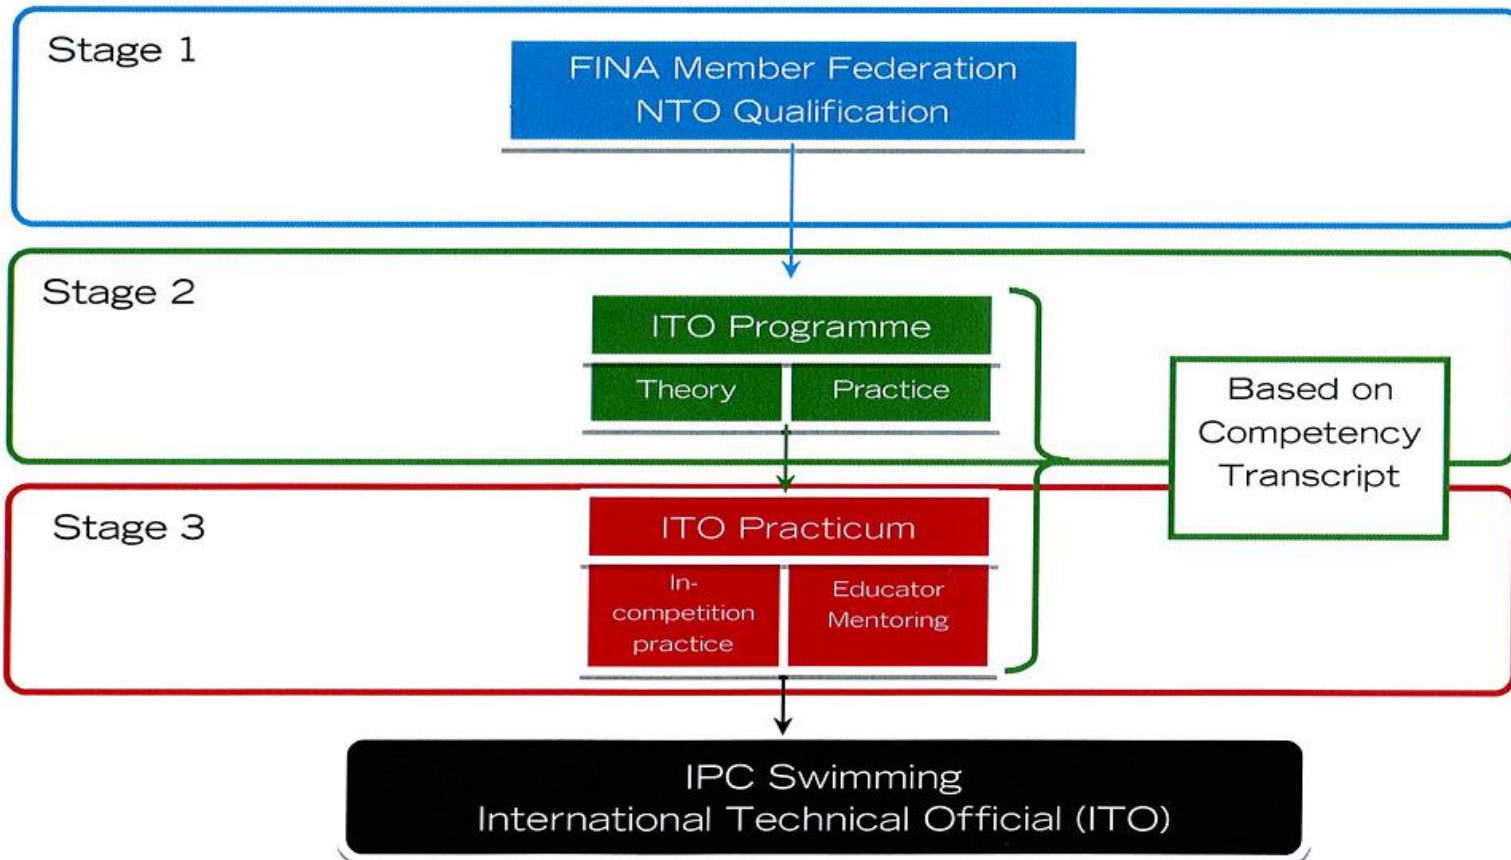 Stage 1
FINA Member Federation
NTO Qualification
Stage 2
ITO Programme
Theory
Practice
Based on
Competency
Transcript
Stage 3
ITO Practicum
In-
competition
practice
Educator
Mentoring
IPC Swimming
International Technical Official (ITO)